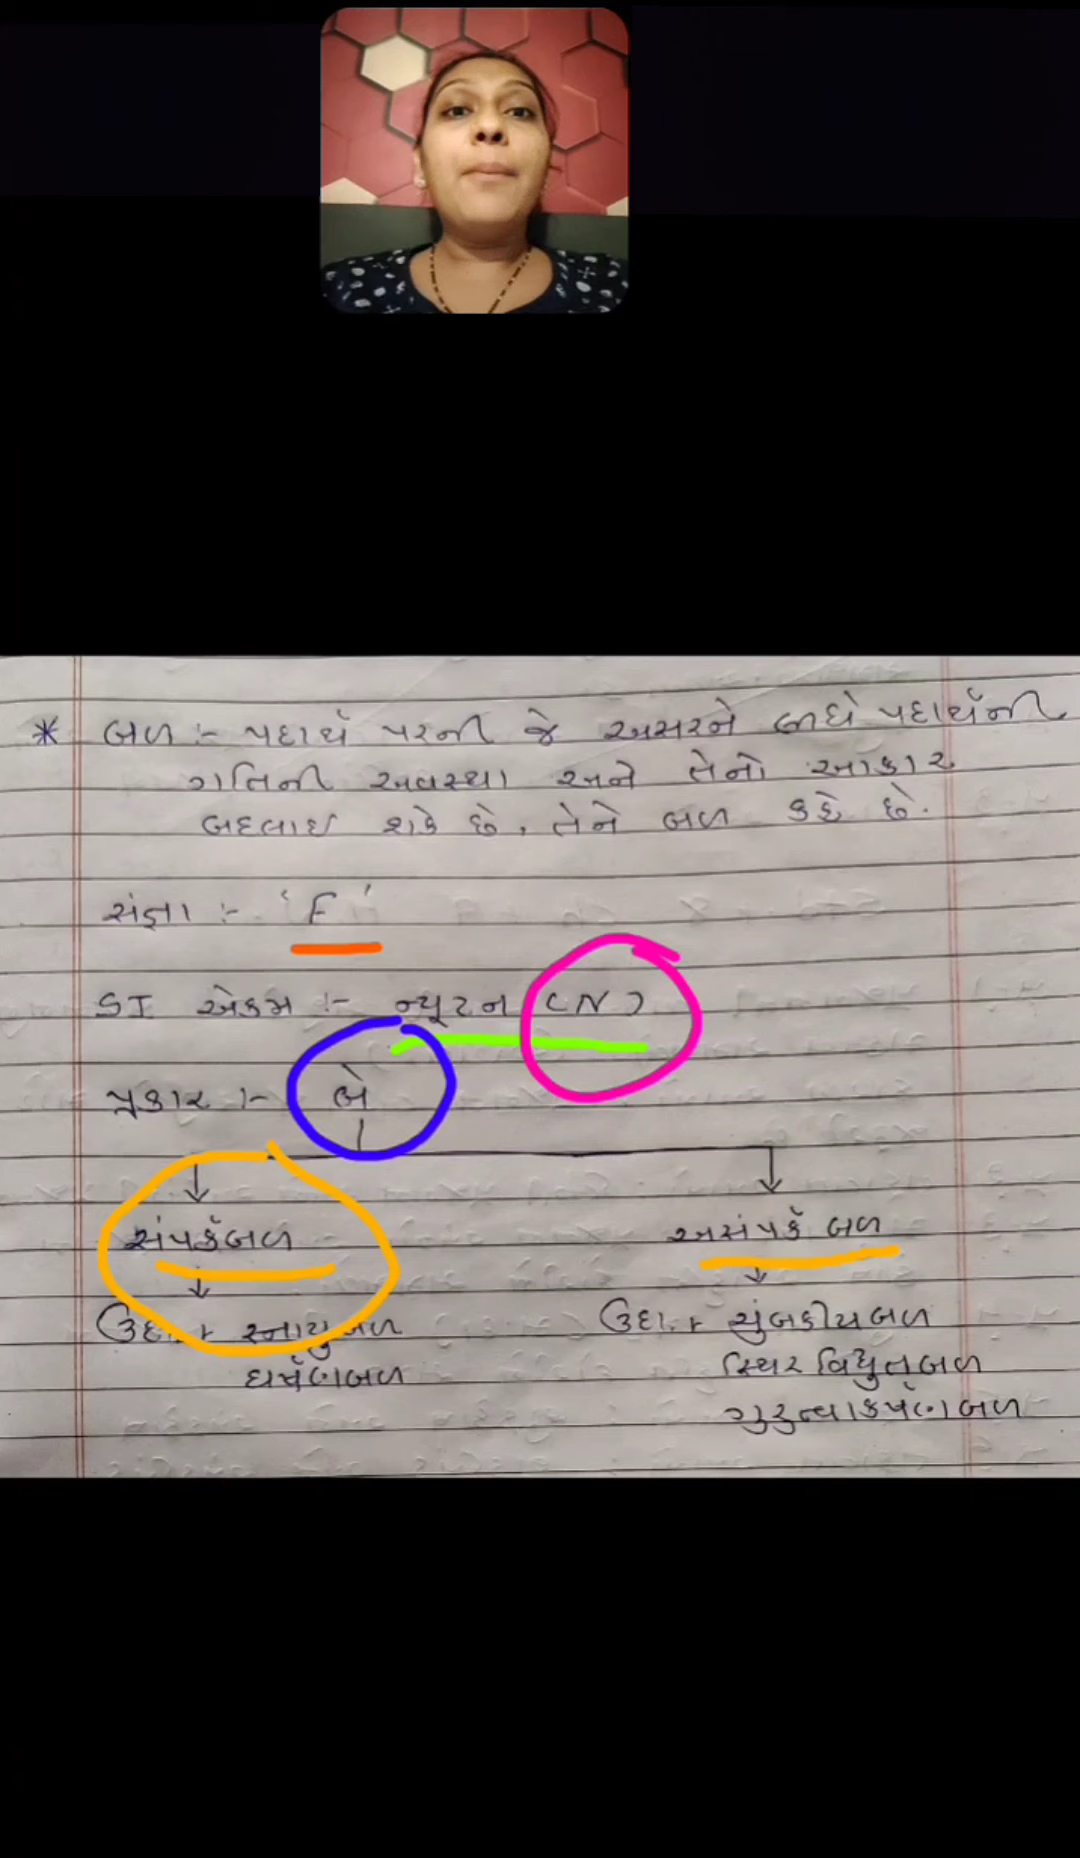 * બળ :- પદાર્થ પરની જે અસરને લીધે પદાર્થની
ગતિની અવસ્થા અને તેનો આકાર
બદલાઇ શકે છે, તેને બળ કહે છે.
સંજ્ઞા :- 'F'
SI એકમ :- ન્યૂટન (N)
પ્રકાર :- બે
સંપર્કબળ અસંપર્ક બળ
ઉદા.- સ્નાયુબળ ઉદા.- ચુંબકીયબળ
ઘર્ષણબળ સ્થિર વિદ્યુતબળ
ગુરુત્વાકર્ષણબળ